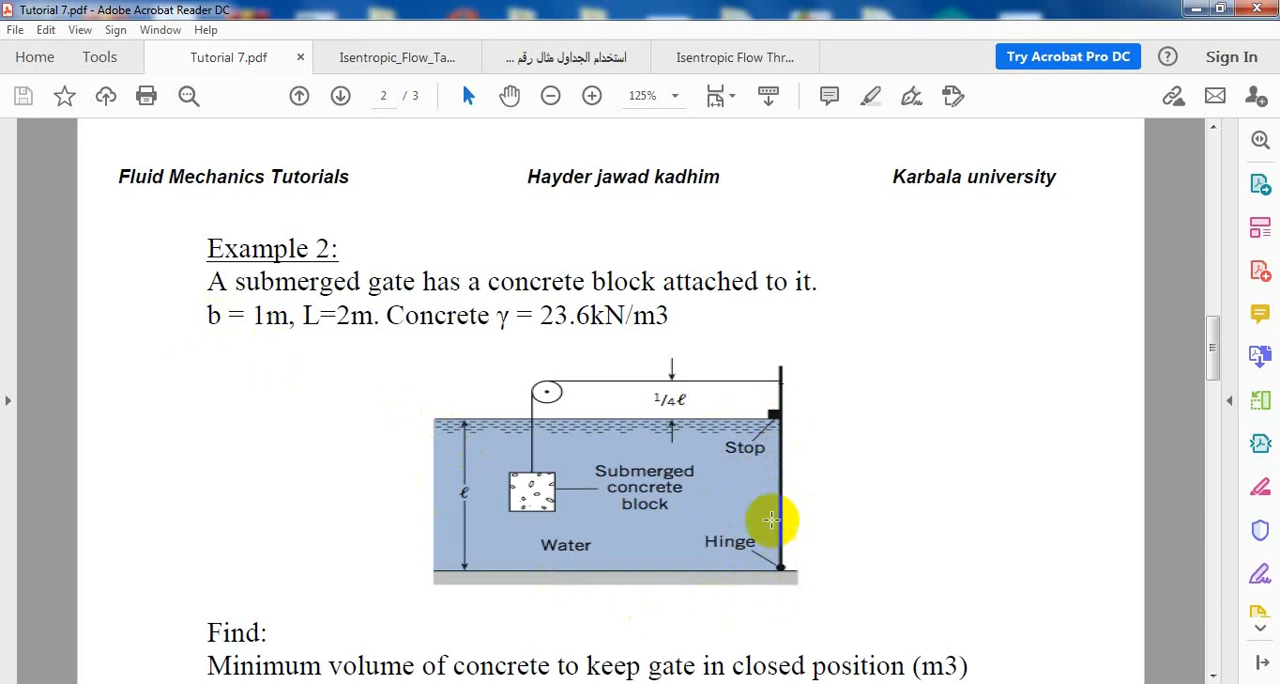 Tutorial 7.pdf - Adobe Acrobat Reader DC
File Edit View Sign Window Help
Home Tools Tutorial 7.pdf × Isentropic_Flow_Ta... استخدام الجداول مثال رقم ... Isentropic Flow Thr... Try Acrobat Pro DC Sign In
2 / 3 125%
Fluid Mechanics Tutorials Hayder jawad kadhim Karbala university
Example 2:
A submerged gate has a concrete block attached to it.
b = 1m, L=2m. Concrete γ = 23.6kN/m3
1/4ℓ
Stop
ℓ
Submerged
concrete
block
Water
Hinge
Find:
Minimum volume of concrete to keep gate in closed position (m3)